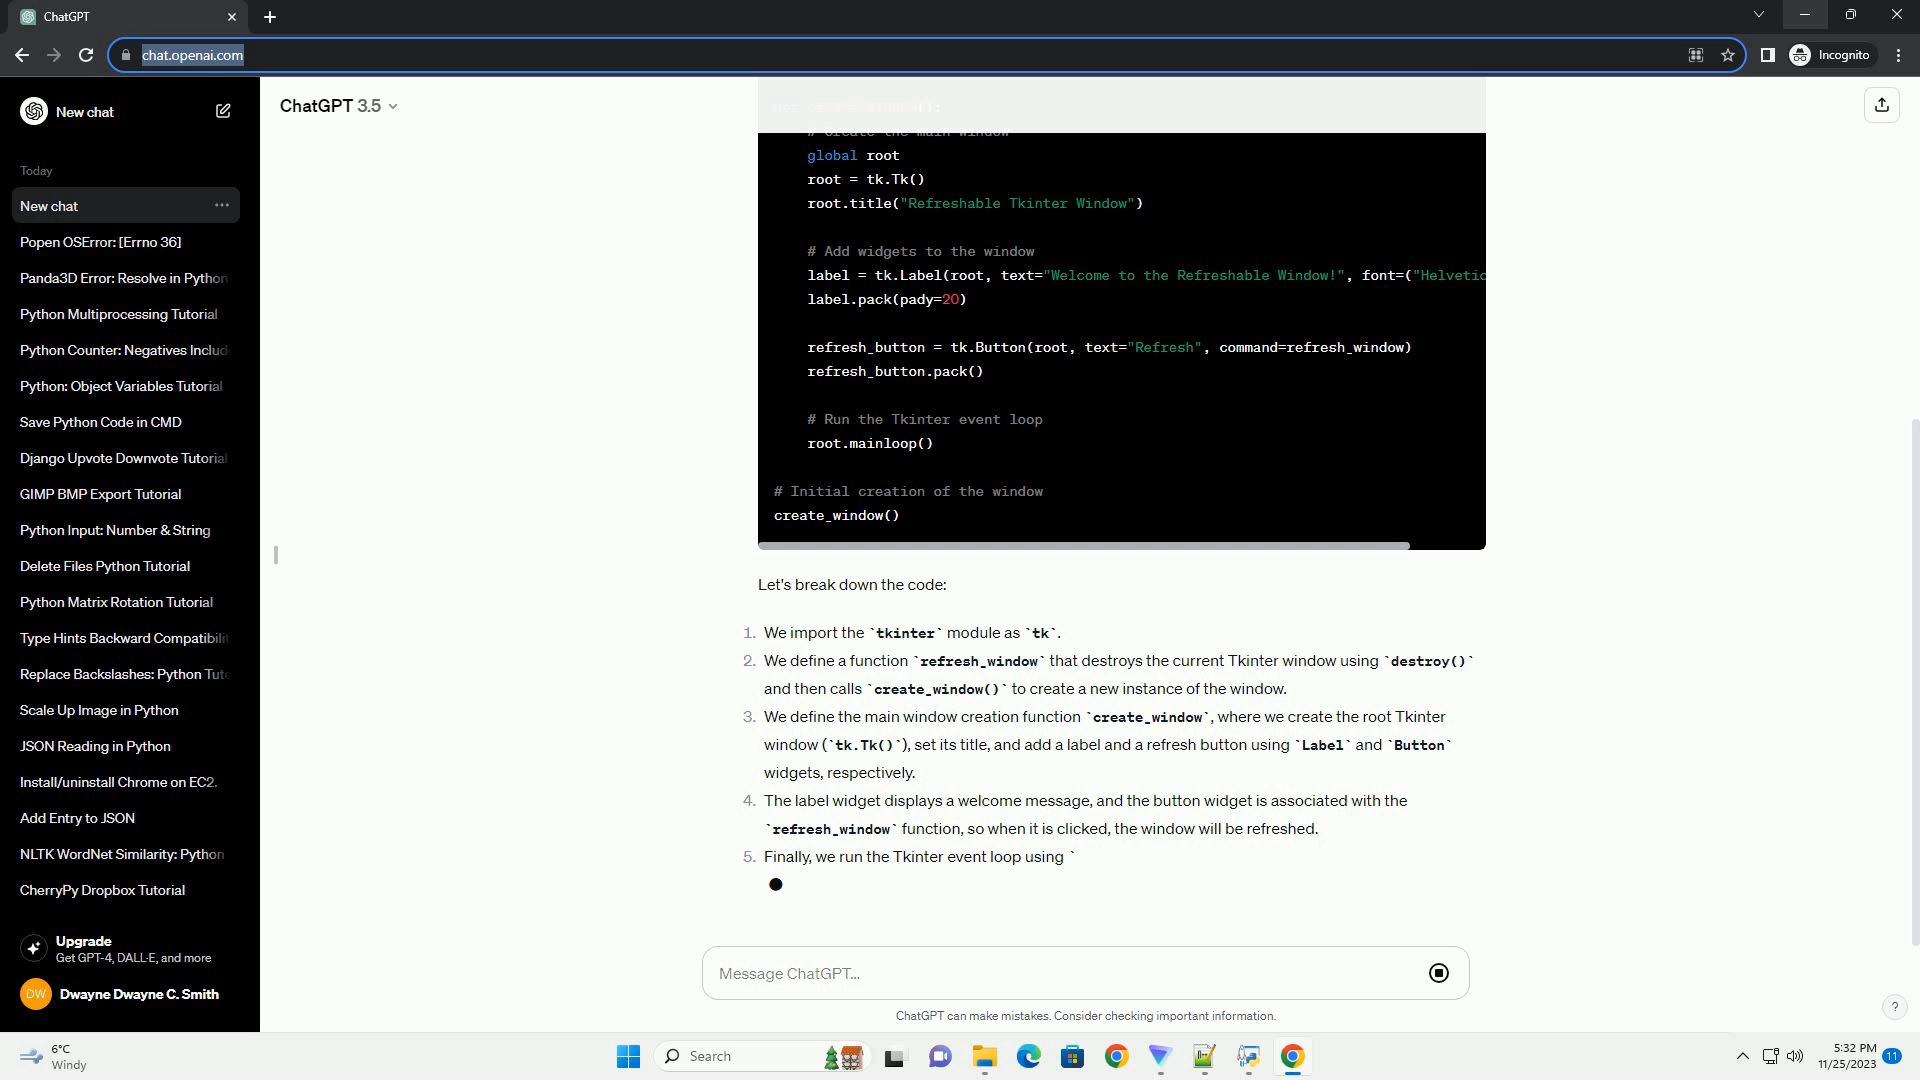 ChatGPT
chat.openai.com
Incognito
New chat
Today
New chat
Popen OSError: [Errno 36]
Panda3D Error: Resolve in Python
Python Multiprocessing Tutorial
Python Counter: Negatives Includ
Python: Object Variables Tutorial
Save Python Code in CMD
Django Upvote Downvote Tutorial
GIMP BMP Export Tutorial
Python Input: Number & String
Delete Files Python Tutorial
Python Matrix Rotation Tutorial
Type Hints Backward Compatibilit
Replace Backslashes: Python Tuto
Scale Up Image in Python
JSON Reading in Python
Install/uninstall Chrome on EC2.
Add Entry to JSON
NLTK WordNet Similarity: Python
CherryPy Dropbox Tutorial
Upgrade
Get GPT-4, DALL·E, and more
DW Dwayne Dwayne C. Smith
ChatGPT 3.5
# Create the main window
global root
root = tk.Tk()
root.title("Refreshable Tkinter Window")
# Add widgets to the window
label = tk.Label(root, text="Welcome to the Refreshable Window!", font=("Helvetic
label.pack(pady=20)
refresh_button = tk.Button(root, text="Refresh", command=refresh_window)
refresh_button.pack()
# Run the Tkinter event loop
root.mainloop()
# Initial creation of the window
create_window()
Let's break down the code:
1. We import the `tkinter` module as `tk`.
2. We define a function `refresh_window` that destroys the current Tkinter window using `destroy()`
and then calls `create_window()` to create a new instance of the window.
3. We define the main window creation function `create_window`, where we create the root Tkinter
window (`tk.Tk()`), set its title, and add a label and a refresh button using `Label` and `Button`
widgets, respectively.
4. The label widget displays a welcome message, and the button widget is associated with the
`refresh_window` function, so when it is clicked, the window will be refreshed.
5. Finally, we run the Tkinter event loop using `
Message ChatGPT...
ChatGPT can make mistakes. Consider checking important information.
?
6°C
Windy
Search
5:32 PM
11/25/2023
11